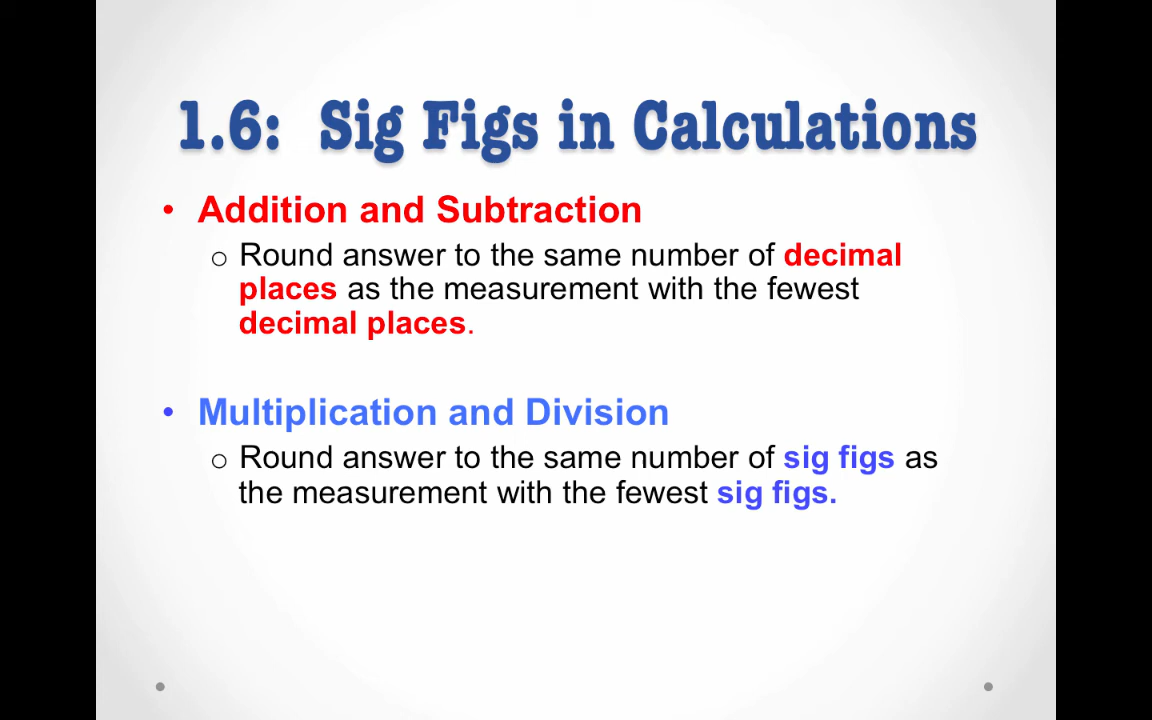 1.6: Sig Figs in Calculations
• Addition and Subtraction
o Round answer to the same number of decimal
places as the measurement with the fewest
decimal places.
• Multiplication and Division
o Round answer to the same number of sig figs as
the measurement with the fewest sig figs.